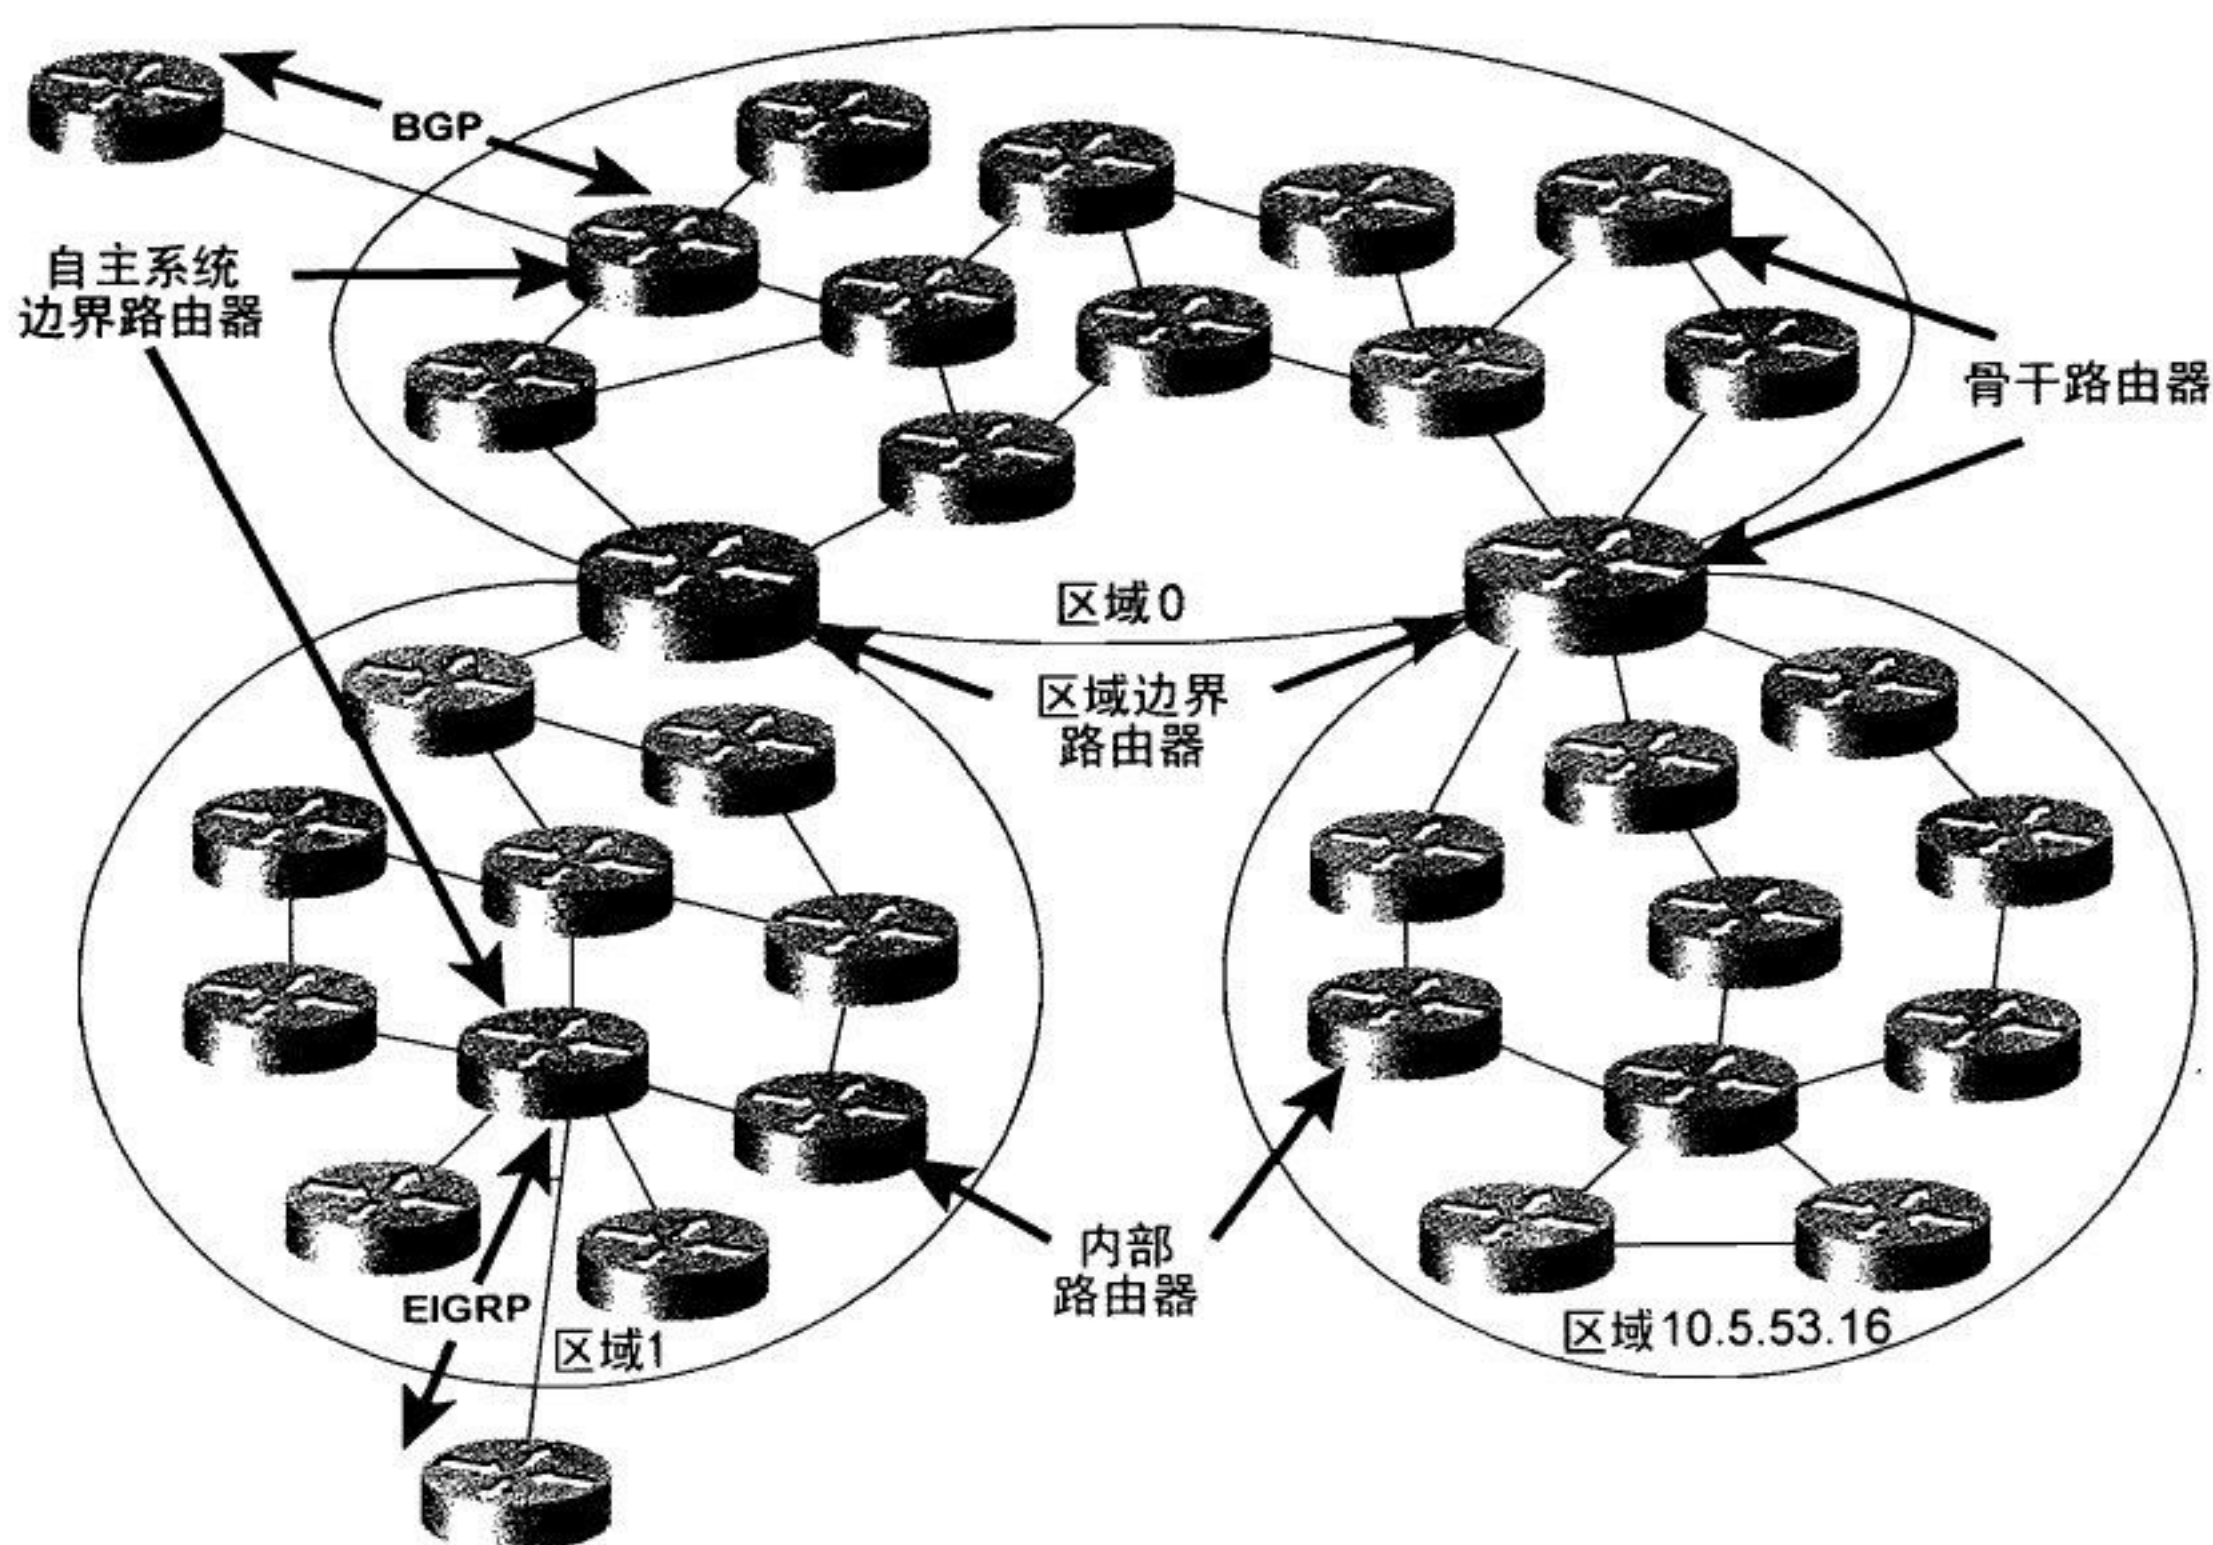 BGP
自主系统
边界路由器
骨干路由器
区域0
区域边界
路由器
内部
路由器
EIGRP
区域1
区域10.5.53.16